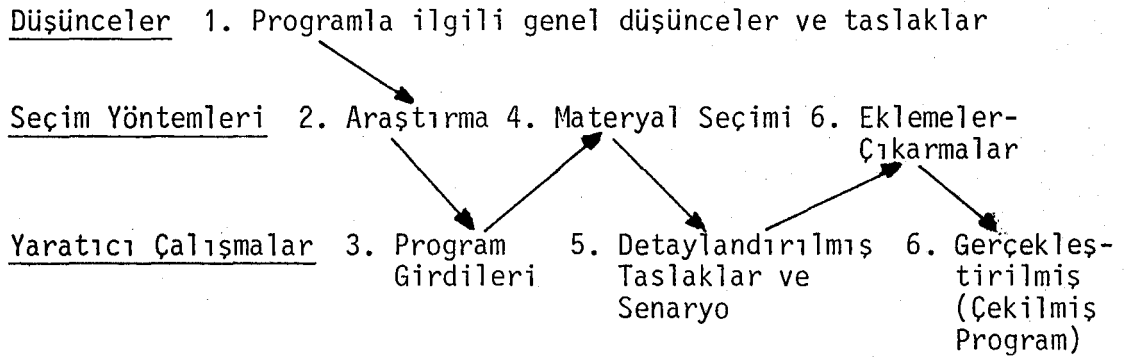 Düşünceler 1. Programla ilgili genel düşünceler ve taslaklar
Seçim Yöntemleri 2. Araştırma 4. Materyal Seçimi 6. Eklemeler-
Çıkarmalar
Yaratıcı Çalışmalar 3. Program 5. Detaylandırılmış 6. Gerçekleş-
Girdileri Taslaklar ve tirilmiş
Senaryo (Çekilmiş
Program)